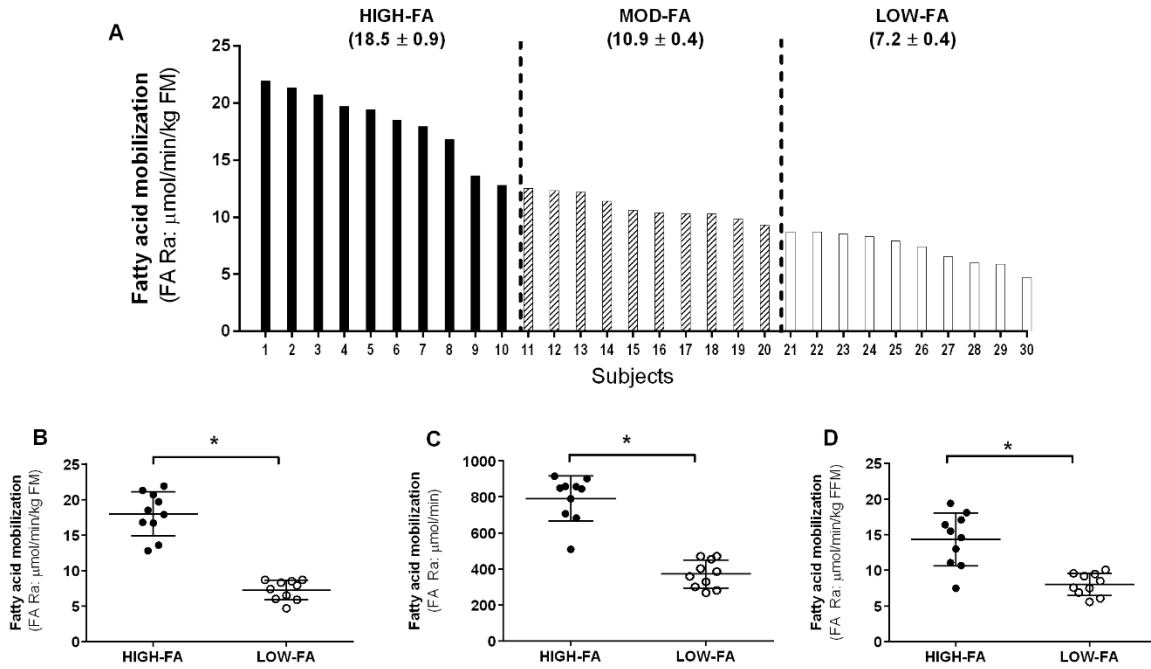 A
HIGH-FA
(18.5 ± 0.9)
MOD-FA
(10.9 ± 0.4)
LOW-FA
(7.2 ± 0.4)
Fatty acid mobilization
(FA Ra: μmol/min/kg FM)
25
20
15
10
5
0
1 2 3 4 5 6 7 8 9 10 11 12 13 14 15 16 17 18 19 20 21 22 23 24 25 26 27 28 29 30
Subjects
B
*
Fatty acid mobilization
(FA Ra: μmol/min/kg FM)
25
20
15
10
5
0
HIGH-FA LOW-FA
C
*
Fatty acid mobilization
(FA Ra: μmol/min)
1000
800
600
400
200
0
HIGH-FA LOW-FA
D
*
Fatty acid mobilization
(FA Ra: μmol/min/kg FFM)
25
20
15
10
5
0
HIGH-FA LOW-FA